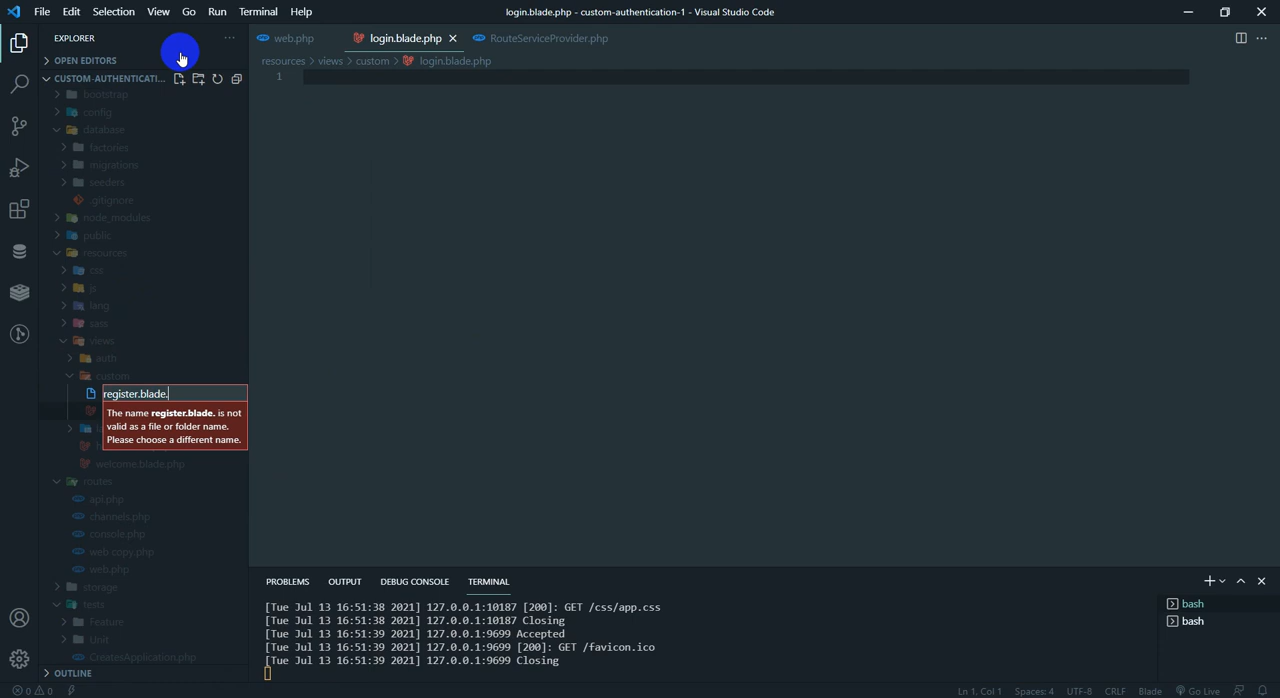 File Edit Selection View Go Run Terminal Help
login.blade.php - custom-authentication-1 - Visual Studio Code
EXPLORER
web.php
login.blade.php
RouteServiceProvider.php
OPEN EDITORS
resources > views > custom > login.blade.php
CUSTOM-AUTHENTICATI...
1
bootstrap
config
database
factories
migrations
seeders
.gitignore
node_modules
public
resources
css
js
lang
sass
views
auth
custom
register.blade.
The name register.blade. is not
valid as a file or folder name.
Please choose a different name.
welcome.blade.php
routes
api.php
channels.php
console.php
web copy.php
web.php
storage
tests
Feature
Unit
CreatesApplication.php
OUTLINE
PROBLEMS OUTPUT DEBUG CONSOLE TERMINAL
[Tue Jul 13 16:51:38 2021] 127.0.0.1:10187 [200]: GET /css/app.css
[Tue Jul 13 16:51:38 2021] 127.0.0.1:10187 Closing
[Tue Jul 13 16:51:39 2021] 127.0.0.1:9699 Accepted
[Tue Jul 13 16:51:39 2021] 127.0.0.1:9699 [200]: GET /favicon.ico
[Tue Jul 13 16:51:39 2021] 127.0.0.1:9699 Closing
bash
bash
0 0
Ln 1, Col 1 Spaces: 4 UTF-8 CRLF Blade Go Live